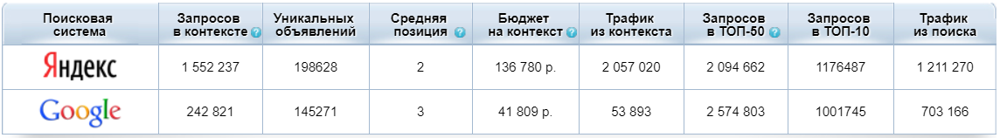 Поисковая система Запросов в контексте ? Уникальных объявлений Средняя позиция ? Бюджет на контекст ? Трафик из контекста Запросов в ТОП-50 ? Запросов в ТОП-10 Трафик из поиска
Яндекс 1 552 237 198628 2 136 780 р. 2 057 020 2 094 662 1176487 1 211 270
Google 242 821 145271 3 41 809 р. 53 893 2 574 803 1001745 703 166